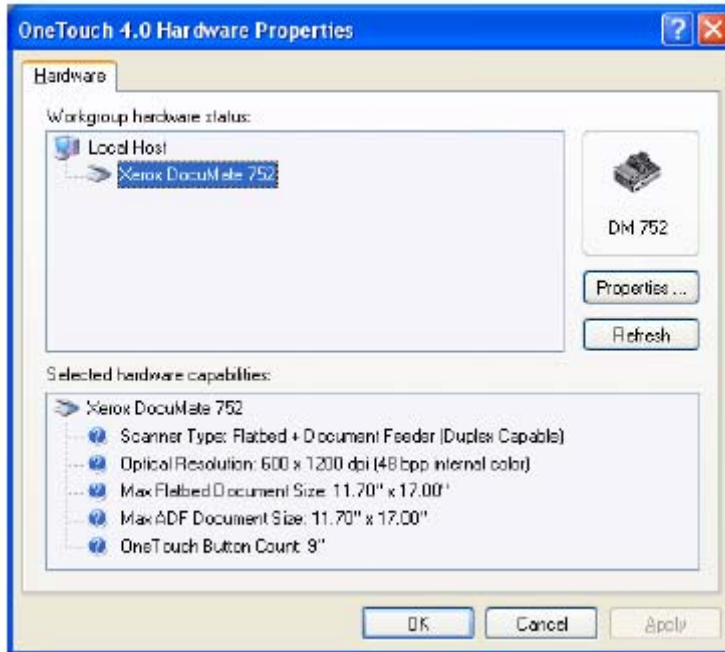 OneTouch 4.0 Hardware Properties
Hardware
Workgroup hardware status:
Local Host
Xerox DocuMate 752
DM 752
Properties ...
Refresh
Selected hardware capabilities:
Xerox DocuMate 752
Scanner Type: Flatbed + Document Feeder (Duplex Capable)
Optical Resolution: 600 x 1200 dpi (48 bpp internal color)
Max Flatbed Document Size: 11.70" x 17.00"
Max ADF Document Size: 11.70" x 17.00"
OneTouch Button Count: 9"
OK Cancel Apply